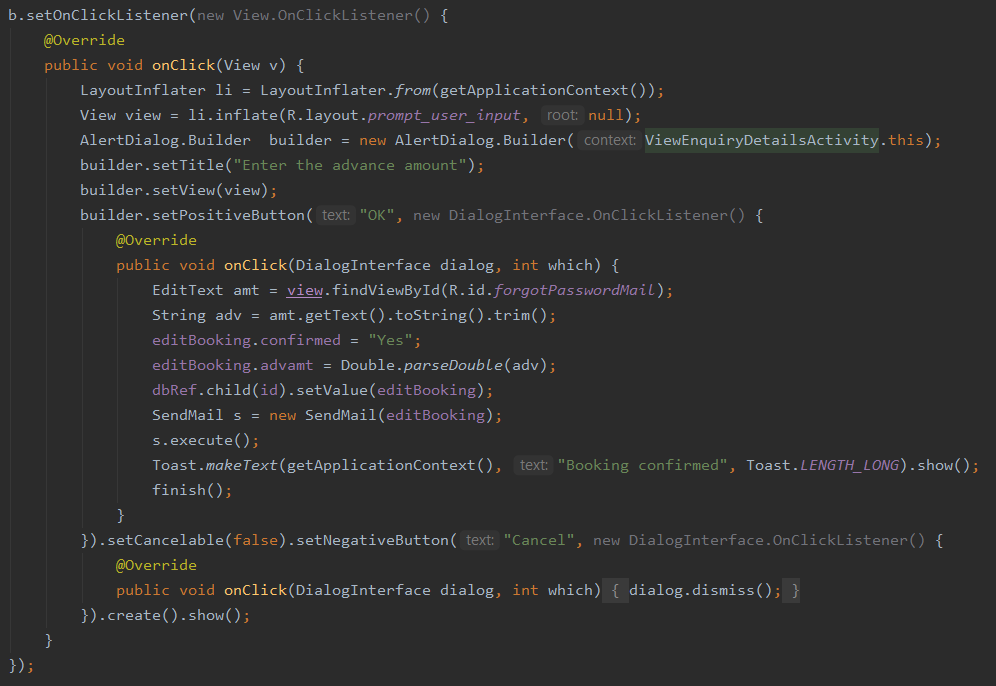 b.setOnClickListener(new View.OnClickListener() {
    @Override
    public void onClick(View v) {
        LayoutInflater li = LayoutInflater.from(getApplicationContext());
        View view = li.inflate(R.layout.prompt_user_input, root: null);
        AlertDialog.Builder  builder = new AlertDialog.Builder( context: ViewEnquiryDetailsActivity.this);
        builder.setTitle("Enter the advance amount");
        builder.setView(view);
        builder.setPositiveButton( text: "OK", new DialogInterface.OnClickListener() {
            @Override
            public void onClick(DialogInterface dialog, int which) {
                EditText amt = view.findViewById(R.id.forgotPasswordMail);
                String adv = amt.getText().toString().trim();
                editBooking.confirmed = "Yes";
                editBooking.advamt = Double.parseDouble(adv);
                dbRef.child(id).setValue(editBooking);
                SendMail s = new SendMail(editBooking);
                s.execute();
                Toast.makeText(getApplicationContext(), text: "Booking confirmed", Toast.LENGTH_LONG).show();
                finish();
            }
        }).setCancelable(false).setNegativeButton( text: "Cancel", new DialogInterface.OnClickListener() {
            @Override
            public void onClick(DialogInterface dialog, int which) { dialog.dismiss(); }
        }).create().show();
    }
});